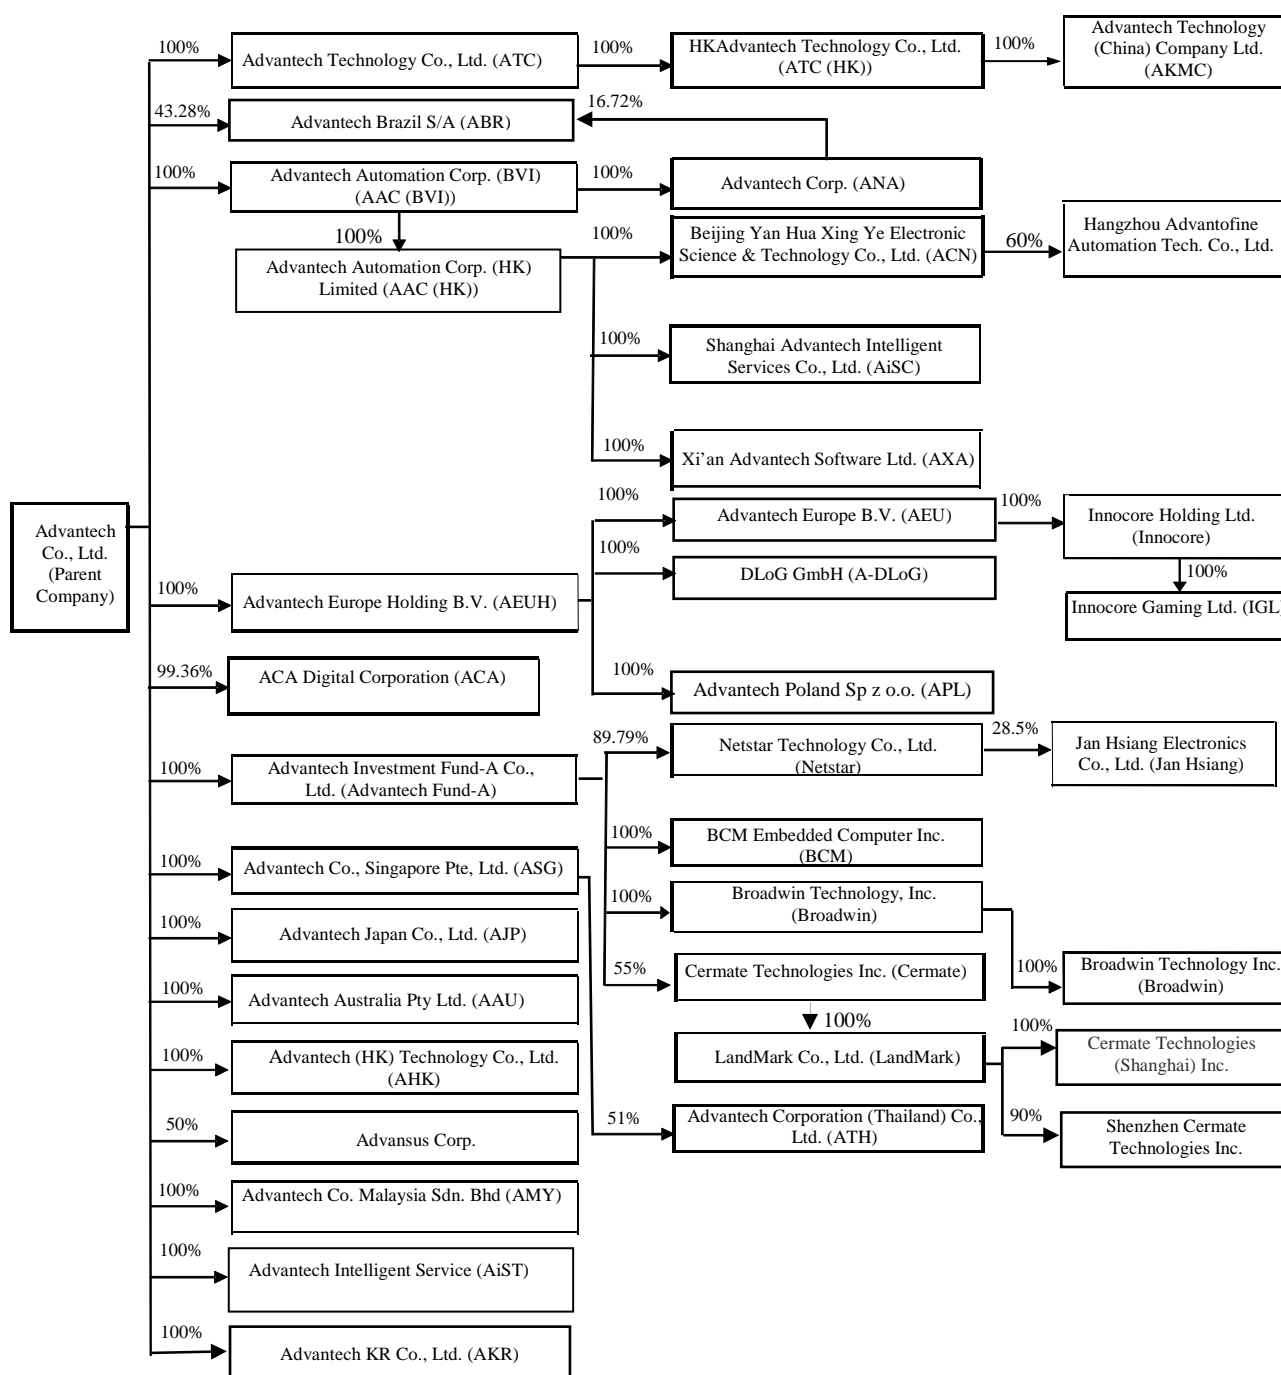 100%
Advantech Technology Co., Ltd. (ATC)
100%
HKAdvantech Technology Co., Ltd.
(ATC (HK))
100%
Advantech Technology
(China) Company Ltd.
(AKMC)
43.28%
Advantech Brazil S/A (ABR)
16.72%
100%
Advantech Automation Corp. (BVI)
(AAC (BVI))
100%
Advantech Corp. (ANA)
100%
Advantech Automation Corp. (HK)
Limited (AAC (HK))
100%
Beijing Yan Hua Xing Ye Electronic
Science & Technology Co., Ltd. (ACN)
60%
Hangzhou Advantofine
Automation Tech. Co., Ltd.
100%
Shanghai Advantech Intelligent
Services Co., Ltd. (AiSC)
100%
Xi’an Advantech Software Ltd. (AXA)
Advantech
Co., Ltd.
(Parent
Company)
100%
Advantech Europe Holding B.V. (AEUH)
100%
Advantech Europe B.V. (AEU)
100%
Innocore Holding Ltd.
(Innocore)
100%
DLoG GmbH (A-DLoG)
100%
Innocore Gaming Ltd. (IGL)
100%
Advantech Poland Sp z o.o. (APL)
99.36%
ACA Digital Corporation (ACA)
100%
Advantech Investment Fund-A Co.,
Ltd. (Advantech Fund-A)
89.79%
Netstar Technology Co., Ltd.
(Netstar)
28.5%
Jan Hsiang Electronics
Co., Ltd. (Jan Hsiang)
100%
BCM Embedded Computer Inc.
(BCM)
100%
Advantech Co., Singapore Pte, Ltd. (ASG)
100%
Broadwin Technology, Inc.
(Broadwin)
100%
Advantech Japan Co., Ltd. (AJP)
55%
Cermate Technologies Inc. (Cermate)
100%
Broadwin Technology Inc.
(Broadwin)
100%
Advantech Australia Pty Ltd. (AAU)
100%
LandMark Co., Ltd. (LandMark)
100%
Cermate Technologies
(Shanghai) Inc.
100%
Advantech (HK) Technology Co., Ltd.
(AHK)
50%
Advansus Corp.
51%
Advantech Corporation (Thailand) Co.,
Ltd. (ATH)
90%
Shenzhen Cermate
Technologies Inc.
100%
Advantech Co. Malaysia Sdn. Bhd (AMY)
100%
Advantech Intelligent Service (AiST)
100%
Advantech KR Co., Ltd. (AKR)